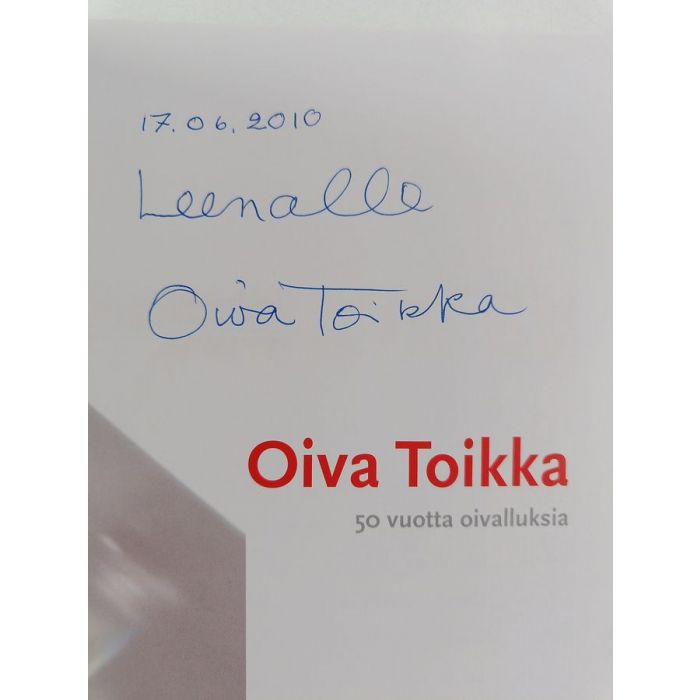 17.06.2010
Leenalle
Oiva Toikka
Oiva Toikka
50 vuotta oivalluksia